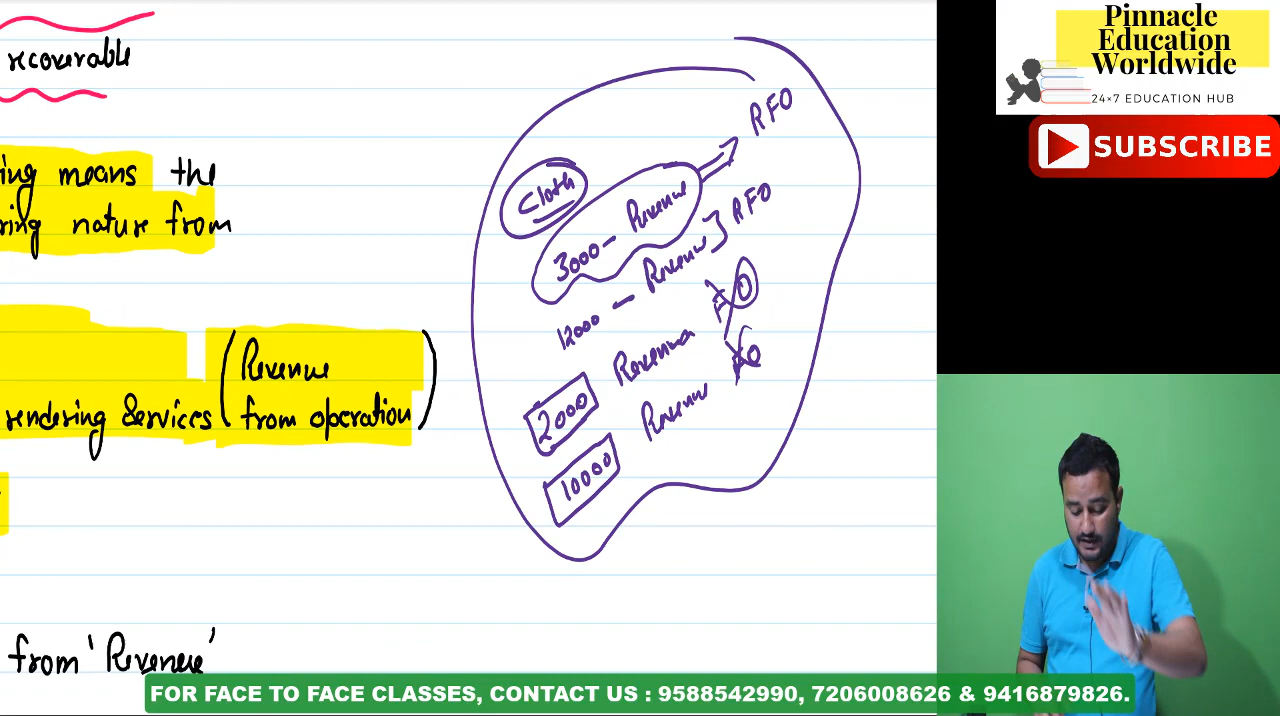 recoverable
ing means the
ring nature from
rendering Services (Revenue
from operation)
from 'Revenue'
Cloth
3000 - Revenue
RFO
12000 - Revenue } RFO
2000 Revenue
10000 Revenue
Pinnacle
Education
Worldwide
24×7 EDUCATION HUB
SUBSCRIBE
FOR FACE TO FACE CLASSES, CONTACT US : 9588542990, 7206008626 & 9416879826.